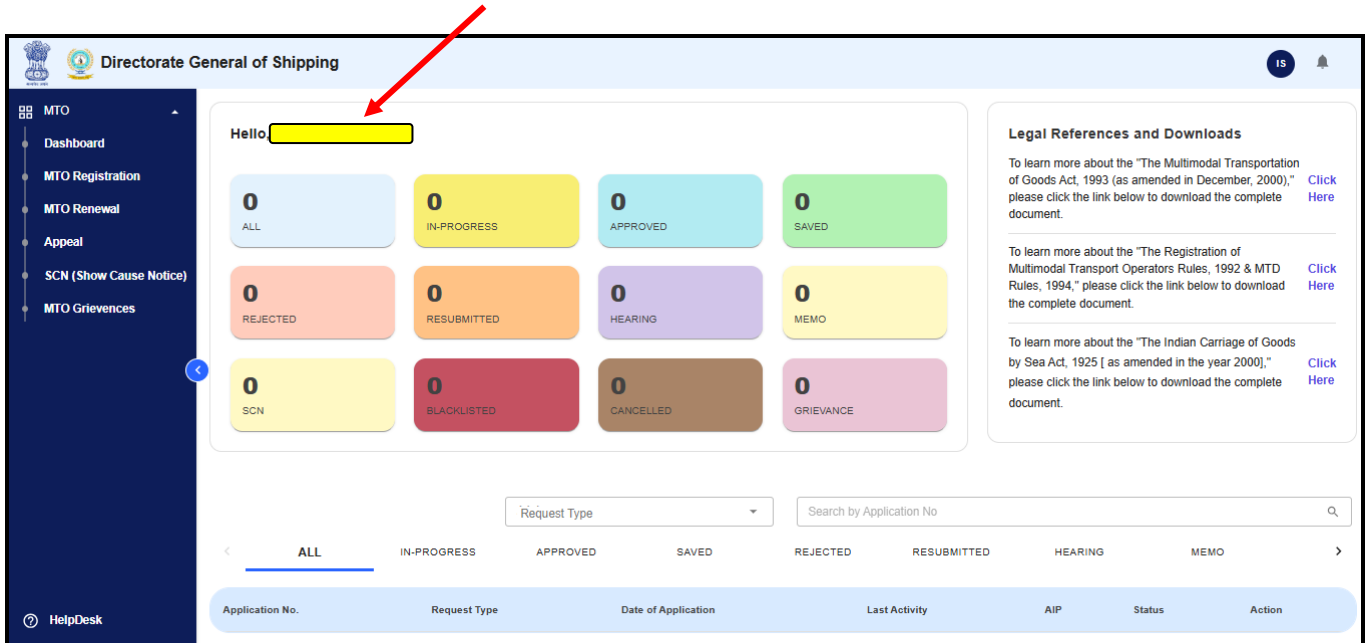 Directorate General of Shipping
IS
MTO
Dashboard
MTO Registration
MTO Renewal
Appeal
SCN (Show Cause Notice)
MTO Grievences
HelpDesk
Hello,
0
ALL
0
IN-PROGRESS
0
APPROVED
0
SAVED
0
REJECTED
0
RESUBMITTED
0
HEARING
0
MEMO
0
SCN
0
BLACKLISTED
0
CANCELLED
0
GRIEVANCE
Legal References and Downloads
To learn more about the "The Multimodal Transportation
of Goods Act, 1993 (as amended in December, 2000),"
please click the link below to download the complete
document.
Click
Here
To learn more about the "The Registration of
Multimodal Transport Operators Rules, 1992 & MTD
Rules, 1994," please click the link below to download
the complete document.
Click
Here
To learn more about the "The Indian Carriage of Goods
by Sea Act, 1925 [ as amended in the year 2000],"
please click the link below to download the complete
document.
Click
Here
Request Type
Search by Application No
ALL
IN-PROGRESS
APPROVED
SAVED
REJECTED
RESUBMITTED
HEARING
MEMO
Application No.
Request Type
Date of Application
Last Activity
AIP
Status
Action